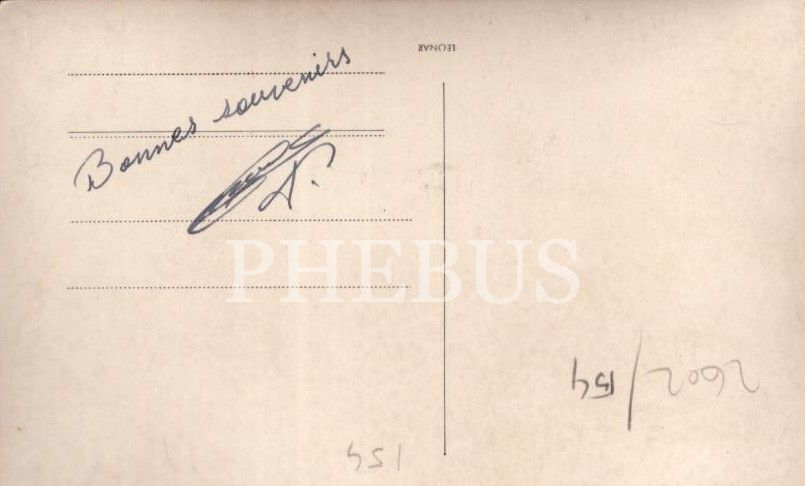 LEONAR
Bonnes souvenirs
PHEBUS
2602/154
154